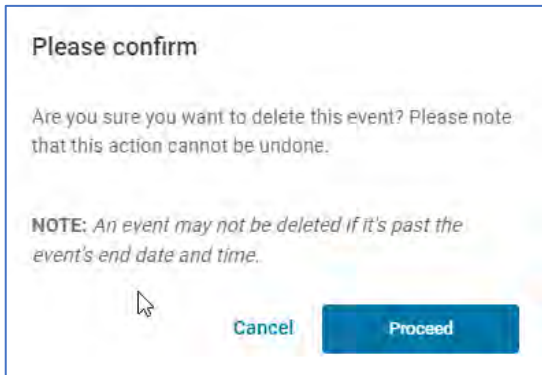 Please confirm
Are you sure you want to delete this event? Please note
that this action cannot be undone.
NOTE: An event may not be deleted if it's past the
event's end date and time.
Cancel Proceed